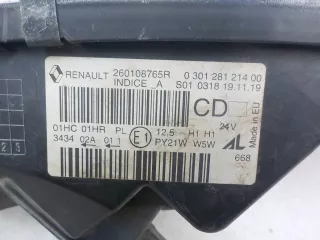 RENAULT 260108765R 0 301 281 214 00
INDICE A S01 0318 19.11.19
CD
24V
01HC 01HR PL E1 12,5 H1 H1
3434 02A 01 1 PY21W W5W
AL
668
Made in EU